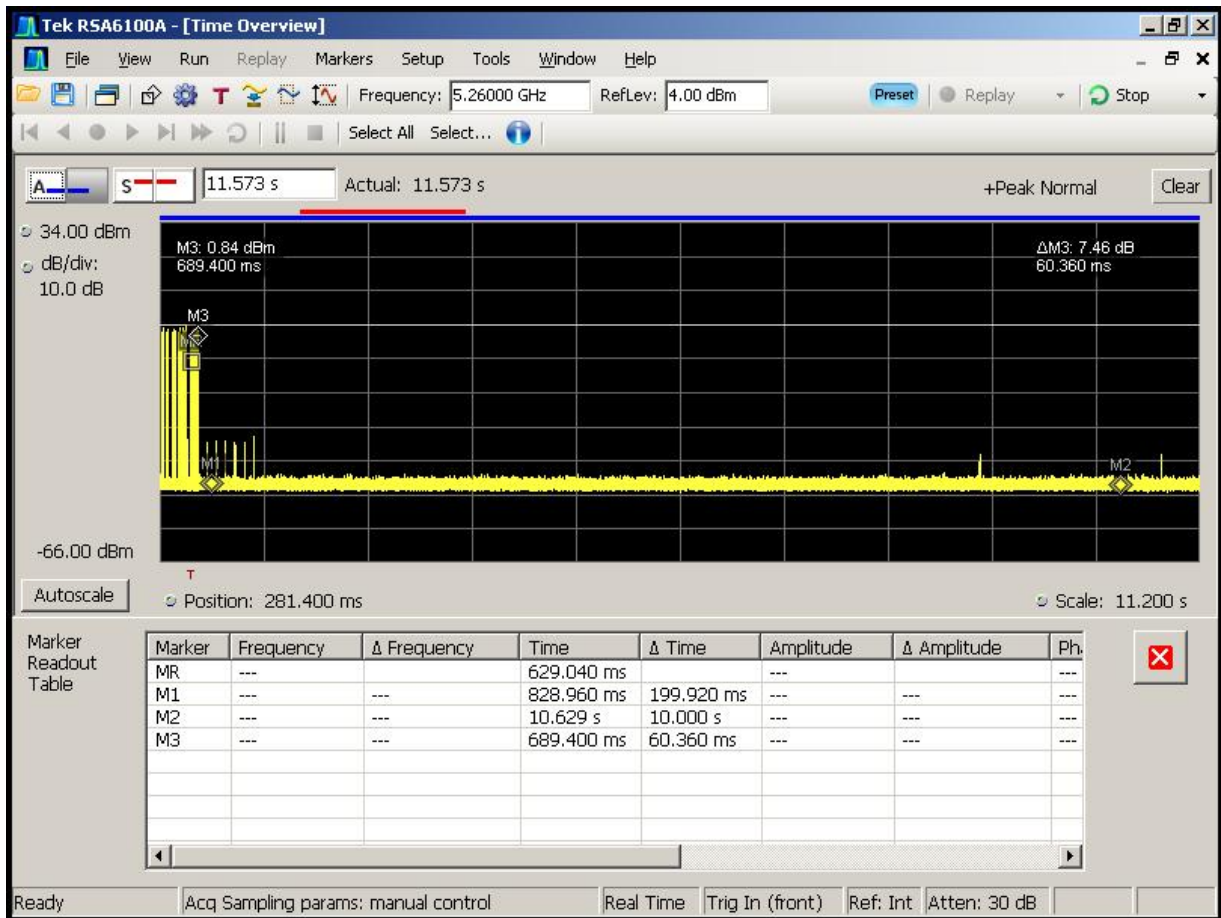 Tek RSA6100A - [Time Overview]
File View Run Replay Markers Setup Tools Window Help
T Frequency: 5.26000 GHz RefLev: 4.00 dBm Preset Replay Stop
Select All Select...
A S 11.573 s Actual: 11.573 s +Peak Normal Clear
34.00 dBm
dB/div:
10.0 dB
M3: 0.84 dBm
689.400 ms
ΔM3: 7.46 dB
60.360 ms
M3
M1
M2
-66.00 dBm
T
Autoscale Position: 281.400 ms Scale: 11.200 s
Marker
Readout
Table
Marker Frequency Δ Frequency Time Δ Time Amplitude Δ Amplitude Ph
MR --- 629.040 ms --- ---
M1 --- --- 828.960 ms 199.920 ms --- --- ---
M2 --- --- 10.629 s 10.000 s --- --- ---
M3 --- --- 689.400 ms 60.360 ms --- --- ---
Ready Acq Sampling params: manual control Real Time Trig In (front) Ref: Int Atten: 30 dB